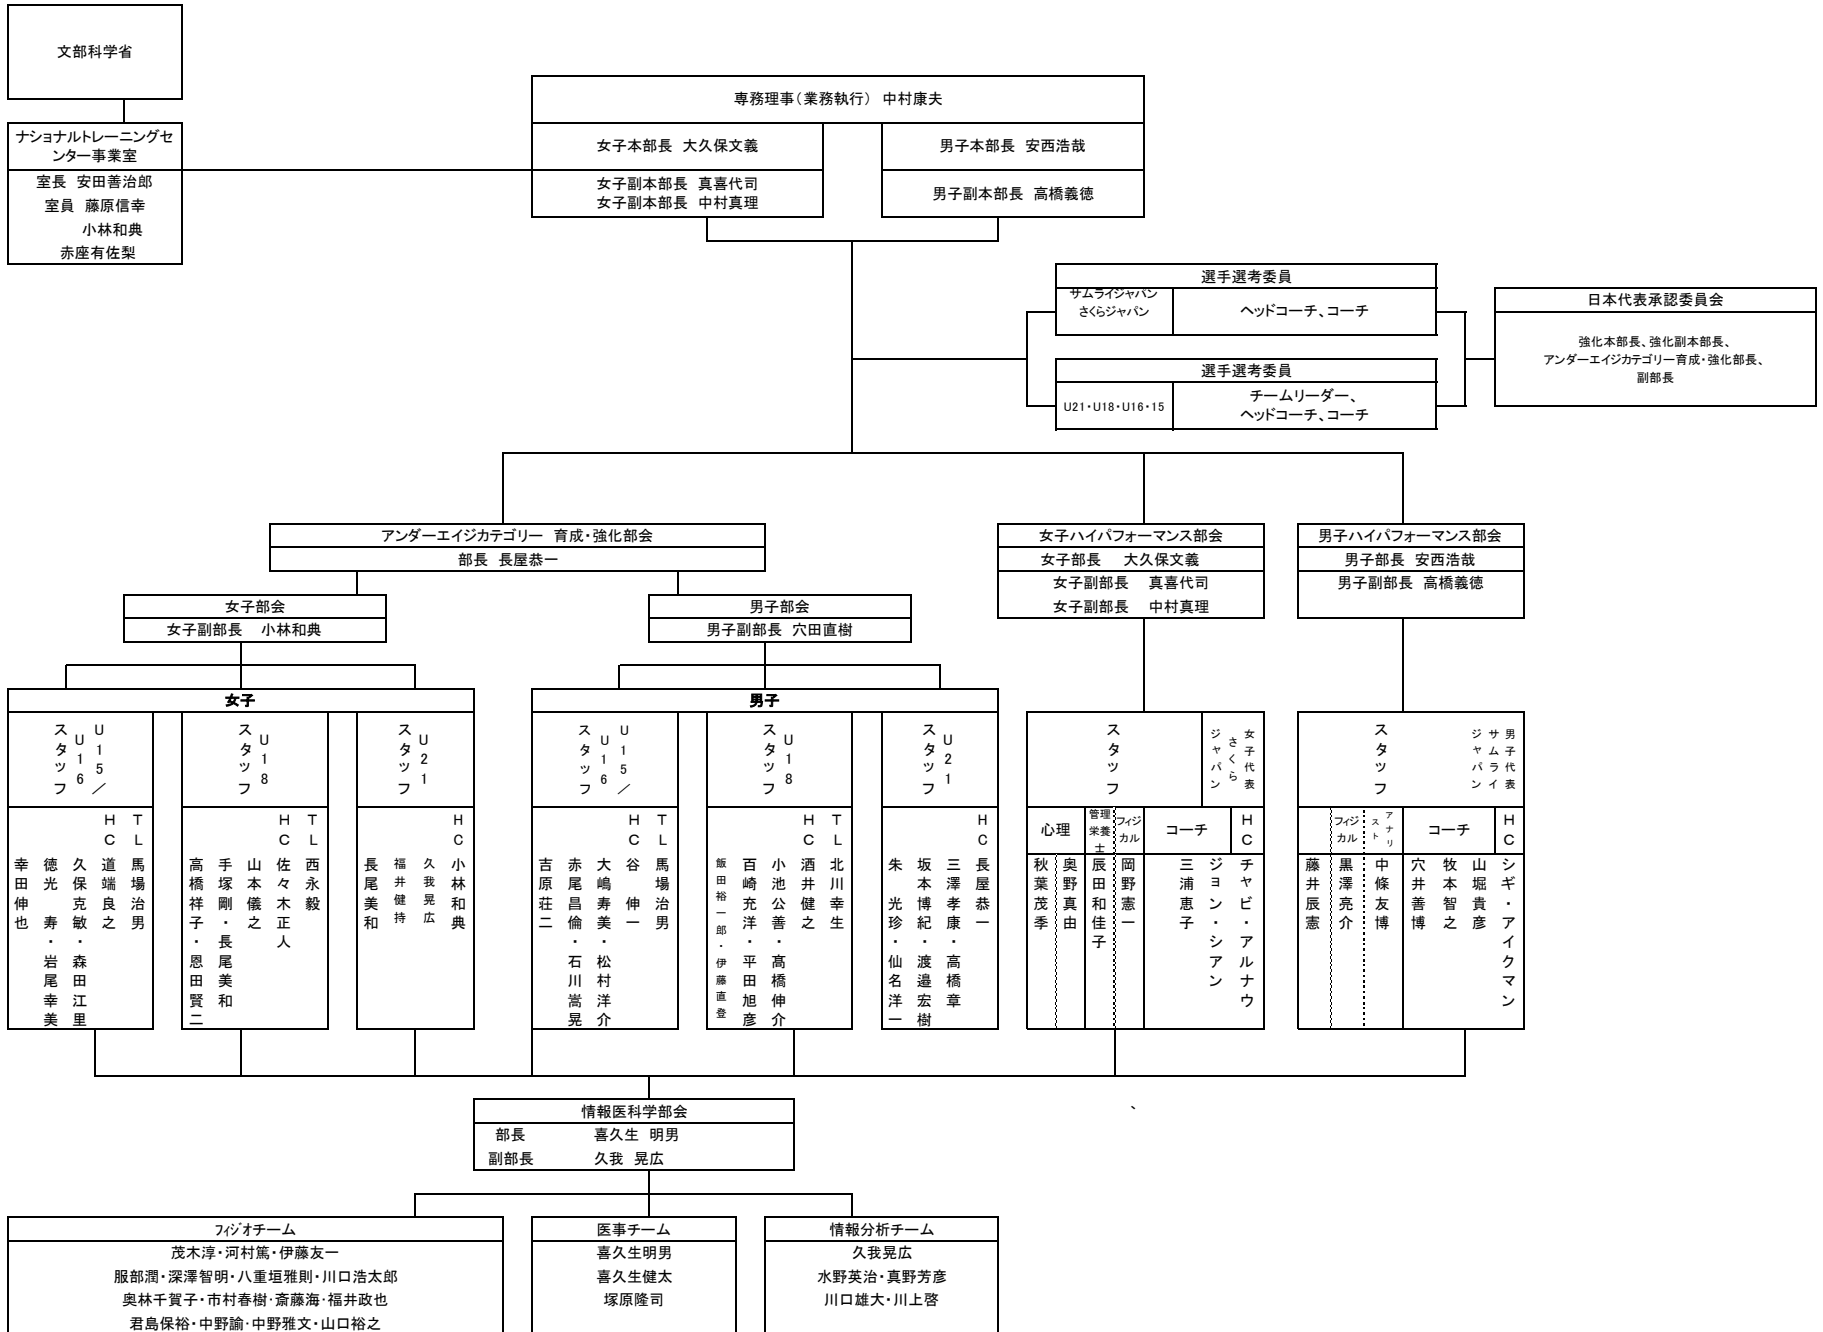 文部科学省
ナショナルトレーニングセ
ンター事業室
室長 安田善治郎
室員 藤原信幸
小林和典
赤座有佐梨
専務理事(業務執行) 中村康夫
女子本部長 大久保文義
女子副本部長 真喜代司
女子副本部長 中村真理
男子本部長 安西浩哉
男子副本部長 高橋義徳
選手選考委員
サムライジャパン
さくらジャパン
ヘッドコーチ、コーチ
選手選考委員
U21・U18・U16・15
チームリーダー、
ヘッドコーチ、コーチ
日本代表承認委員会
強化本部長、強化副本部長、
アンダーエイジカテゴリー育成・強化部長、
副部長
アンダーエイジカテゴリー 育成・強化部会
部長 長屋恭一
女子部会
女子副部長 小林和典
男子部会
男子副部長 穴田直樹
女子ハイパフォーマンス部会
女子部長 大久保文義
女子副部長 真喜代司
女子副部長 中村真理
男子ハイパフォーマンス部会
男子部長 安西浩哉
男子副部長 高橋義徳
女子
U15/
U16
スタッフ
TL 馬場治男
HC 道端良之
久保克敏・森田江里
徳光 寿・岩尾幸美
幸田伸也
U18
スタッフ
TL 西永毅
HC 佐々木正人
山本儀之
手塚剛・長尾美和
高橋祥子・恩田賢二
U21
スタッフ
HC 小林和典
久我晃広
福井健持
長尾美和
男子
U15/
U16
スタッフ
TL 馬場治男
HC 谷 伸一
大嶋寿美・松村洋介
赤尾昌倫・石川嵩晃
吉原荘二
U18
スタッフ
TL 北川幸生
HC 酒井健之
小池公善・髙橋伸介
百崎充洋・平田旭彦
飯田裕一郎・伊藤直登
U21
スタッフ
HC 長屋恭一
三澤孝康・高橋章
坂本博紀・渡邉宏樹
朱 光珍・仙名洋一
女子代表
さくら
ジャパン
スタッフ
HC
チャビ・アルナウ
コーチ
ジョン・シアン
三浦恵子
フィジ
カル
岡野憲一
管理
栄養
士
辰田和佳子
心理
奥野真由
秋葉茂季
男子代表
サムライ
ジャパン
スタッフ
HC
シギ・アイクマン
コーチ
山堀貴彦
牧本智之
穴井善博
アナリ
スト
中條友博
フィジ
カル
黒澤亮介
藤井辰憲
、
情報医科学部会
部長 喜久生 明男
副部長 久我 晃広
フィジオチーム
茂木淳・河村篤・伊藤友一
服部潤・深澤智明・八重垣雅則・川口浩太郎
奥林千賀子・市村春樹・斎藤海・福井政也
君島保裕・中野諭・中野雅文・山口裕之
医事チーム
喜久生明男
喜久生健太
塚原隆司
情報分析チーム
久我晃広
水野英治・真野芳彦
川口雄大・川上啓